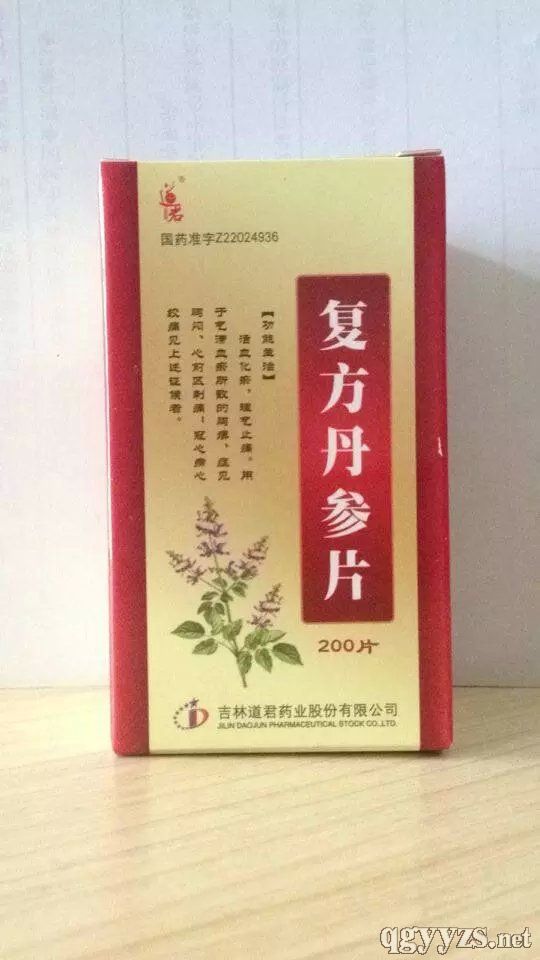 道君®
国药准字Z22024936
复方丹参片
【功能主治】
活血化瘀，理气止痛。用
于气滞血瘀所致的胸痹，症见
胸闷、心前区刺痛；冠心病心
绞痛见上述证候者。
200片
吉林道君药业股份有限公司
JILIN DAOJUN PHARMACEUTICAL STOCK CO.,LTD.
qgyyzs.net